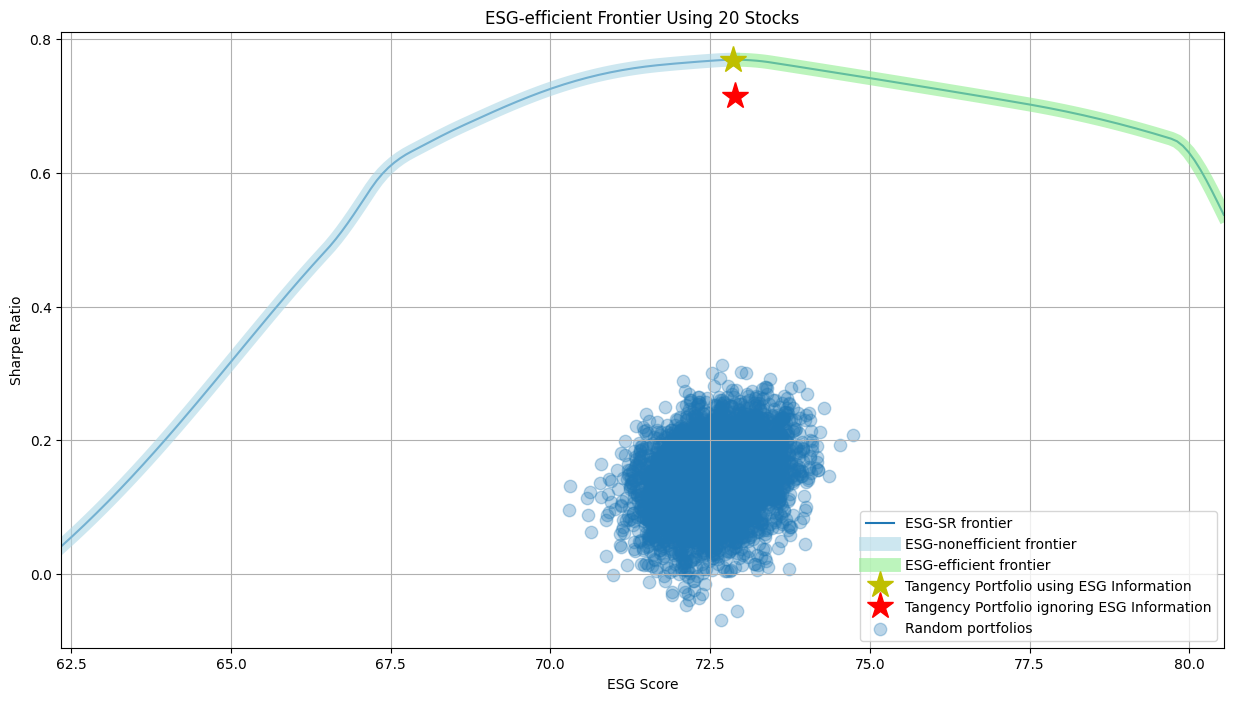 ESG-efficient Frontier Using 20 Stocks
0.8
0.6
0.4
0.2
0.0
Sharpe Ratio
62.5
65.0
67.5
70.0
72.5
75.0
77.5
80.0
ESG Score
ESG-SR frontier
ESG-nonefficient frontier
ESG-efficient frontier
Tangency Portfolio using ESG Information
Tangency Portfolio ignoring ESG Information
Random portfolios